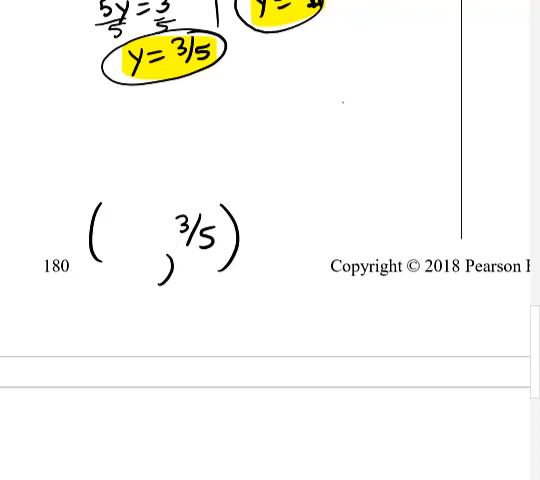 5y = 3
5 5
y =
y = 3/5
( , 3/5 )
180 Copyright © 2018 Pearson